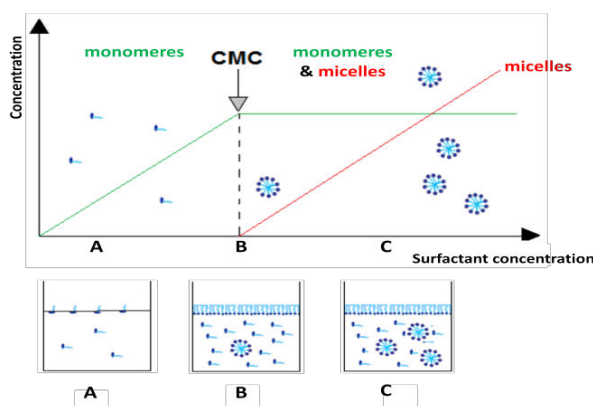 monomeres
CMC
monomeres
& micelles
micelles
Concentration
A
B
C
Surfactant concentration
A
B
C